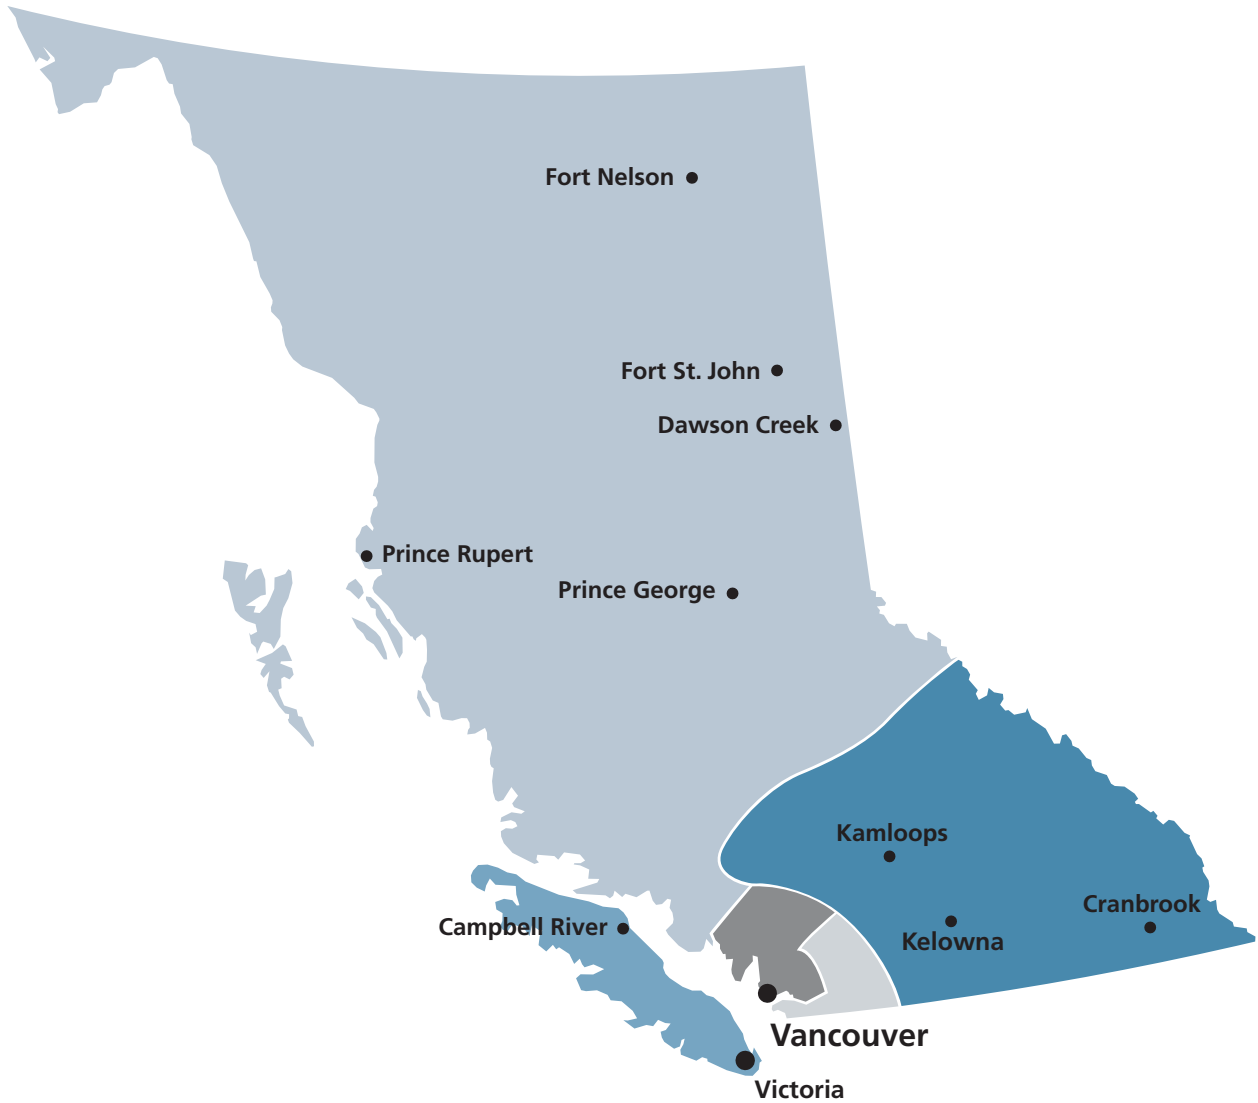 Fort Nelson
Fort St. John
Dawson Creek
Prince Rupert
Prince George
Kamloops
Cranbrook
Campbell River
Kelowna
Vancouver
Victoria